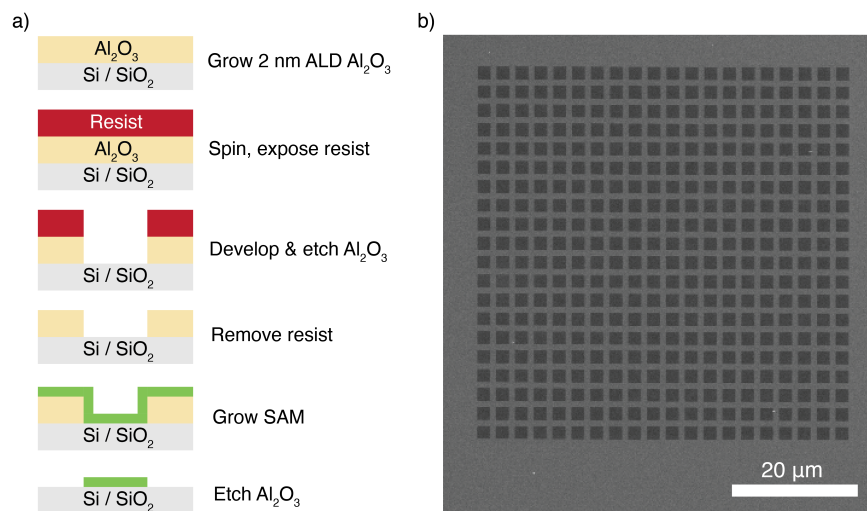 a)
Al₂O₃
Si / SiO₂
Grow 2 nm ALD Al₂O₃
Resist
Al₂O₃
Si / SiO₂
Spin, expose resist
Si / SiO₂
Develop & etch Al₂O₃
Si / SiO₂
Remove resist
Si / SiO₂
Grow SAM
Si / SiO₂
Etch Al₂O₃
b)
20 µm